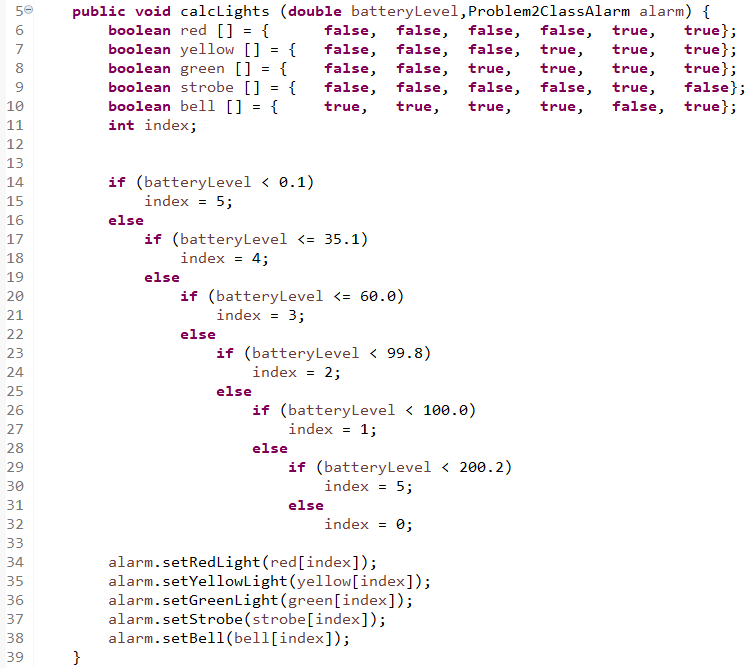 5 public void calcLights (double batteryLevel,Problem2ClassAlarm alarm) {
6 boolean red [] = { false, false, false, false, true, true};
7 boolean yellow [] = { false, false, false, true, true, true};
8 boolean green [] = { false, false, true, true, true, true};
9 boolean strobe [] = { false, false, false, false, true, false};
10 boolean bell [] = { true, true, true, true, false, true};
11 int index;
12
13
14 if (batteryLevel < 0.1)
15 index = 5;
16 else
17 if (batteryLevel <= 35.1)
18 index = 4;
19 else
20 if (batteryLevel <= 60.0)
21 index = 3;
22 else
23 if (batteryLevel < 99.8)
24 index = 2;
25 else
26 if (batteryLevel < 100.0)
27 index = 1;
28 else
29 if (batteryLevel < 200.2)
30 index = 5;
31 else
32 index = 0;
33
34 alarm.setRedLight(red[index]);
35 alarm.setYellowLight(yellow[index]);
36 alarm.setGreenLight(green[index]);
37 alarm.setStrobe(strobe[index]);
38 alarm.setBell(bell[index]);
39 }